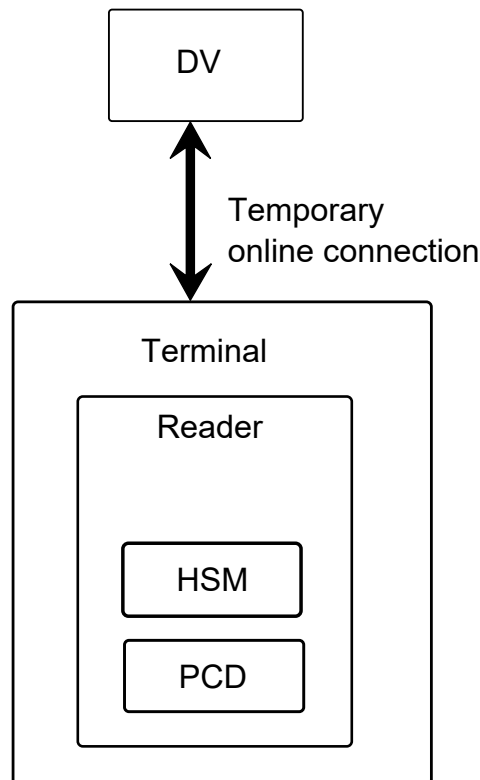 DV
Temporary
online connection
Terminal
Reader
HSM
PCD